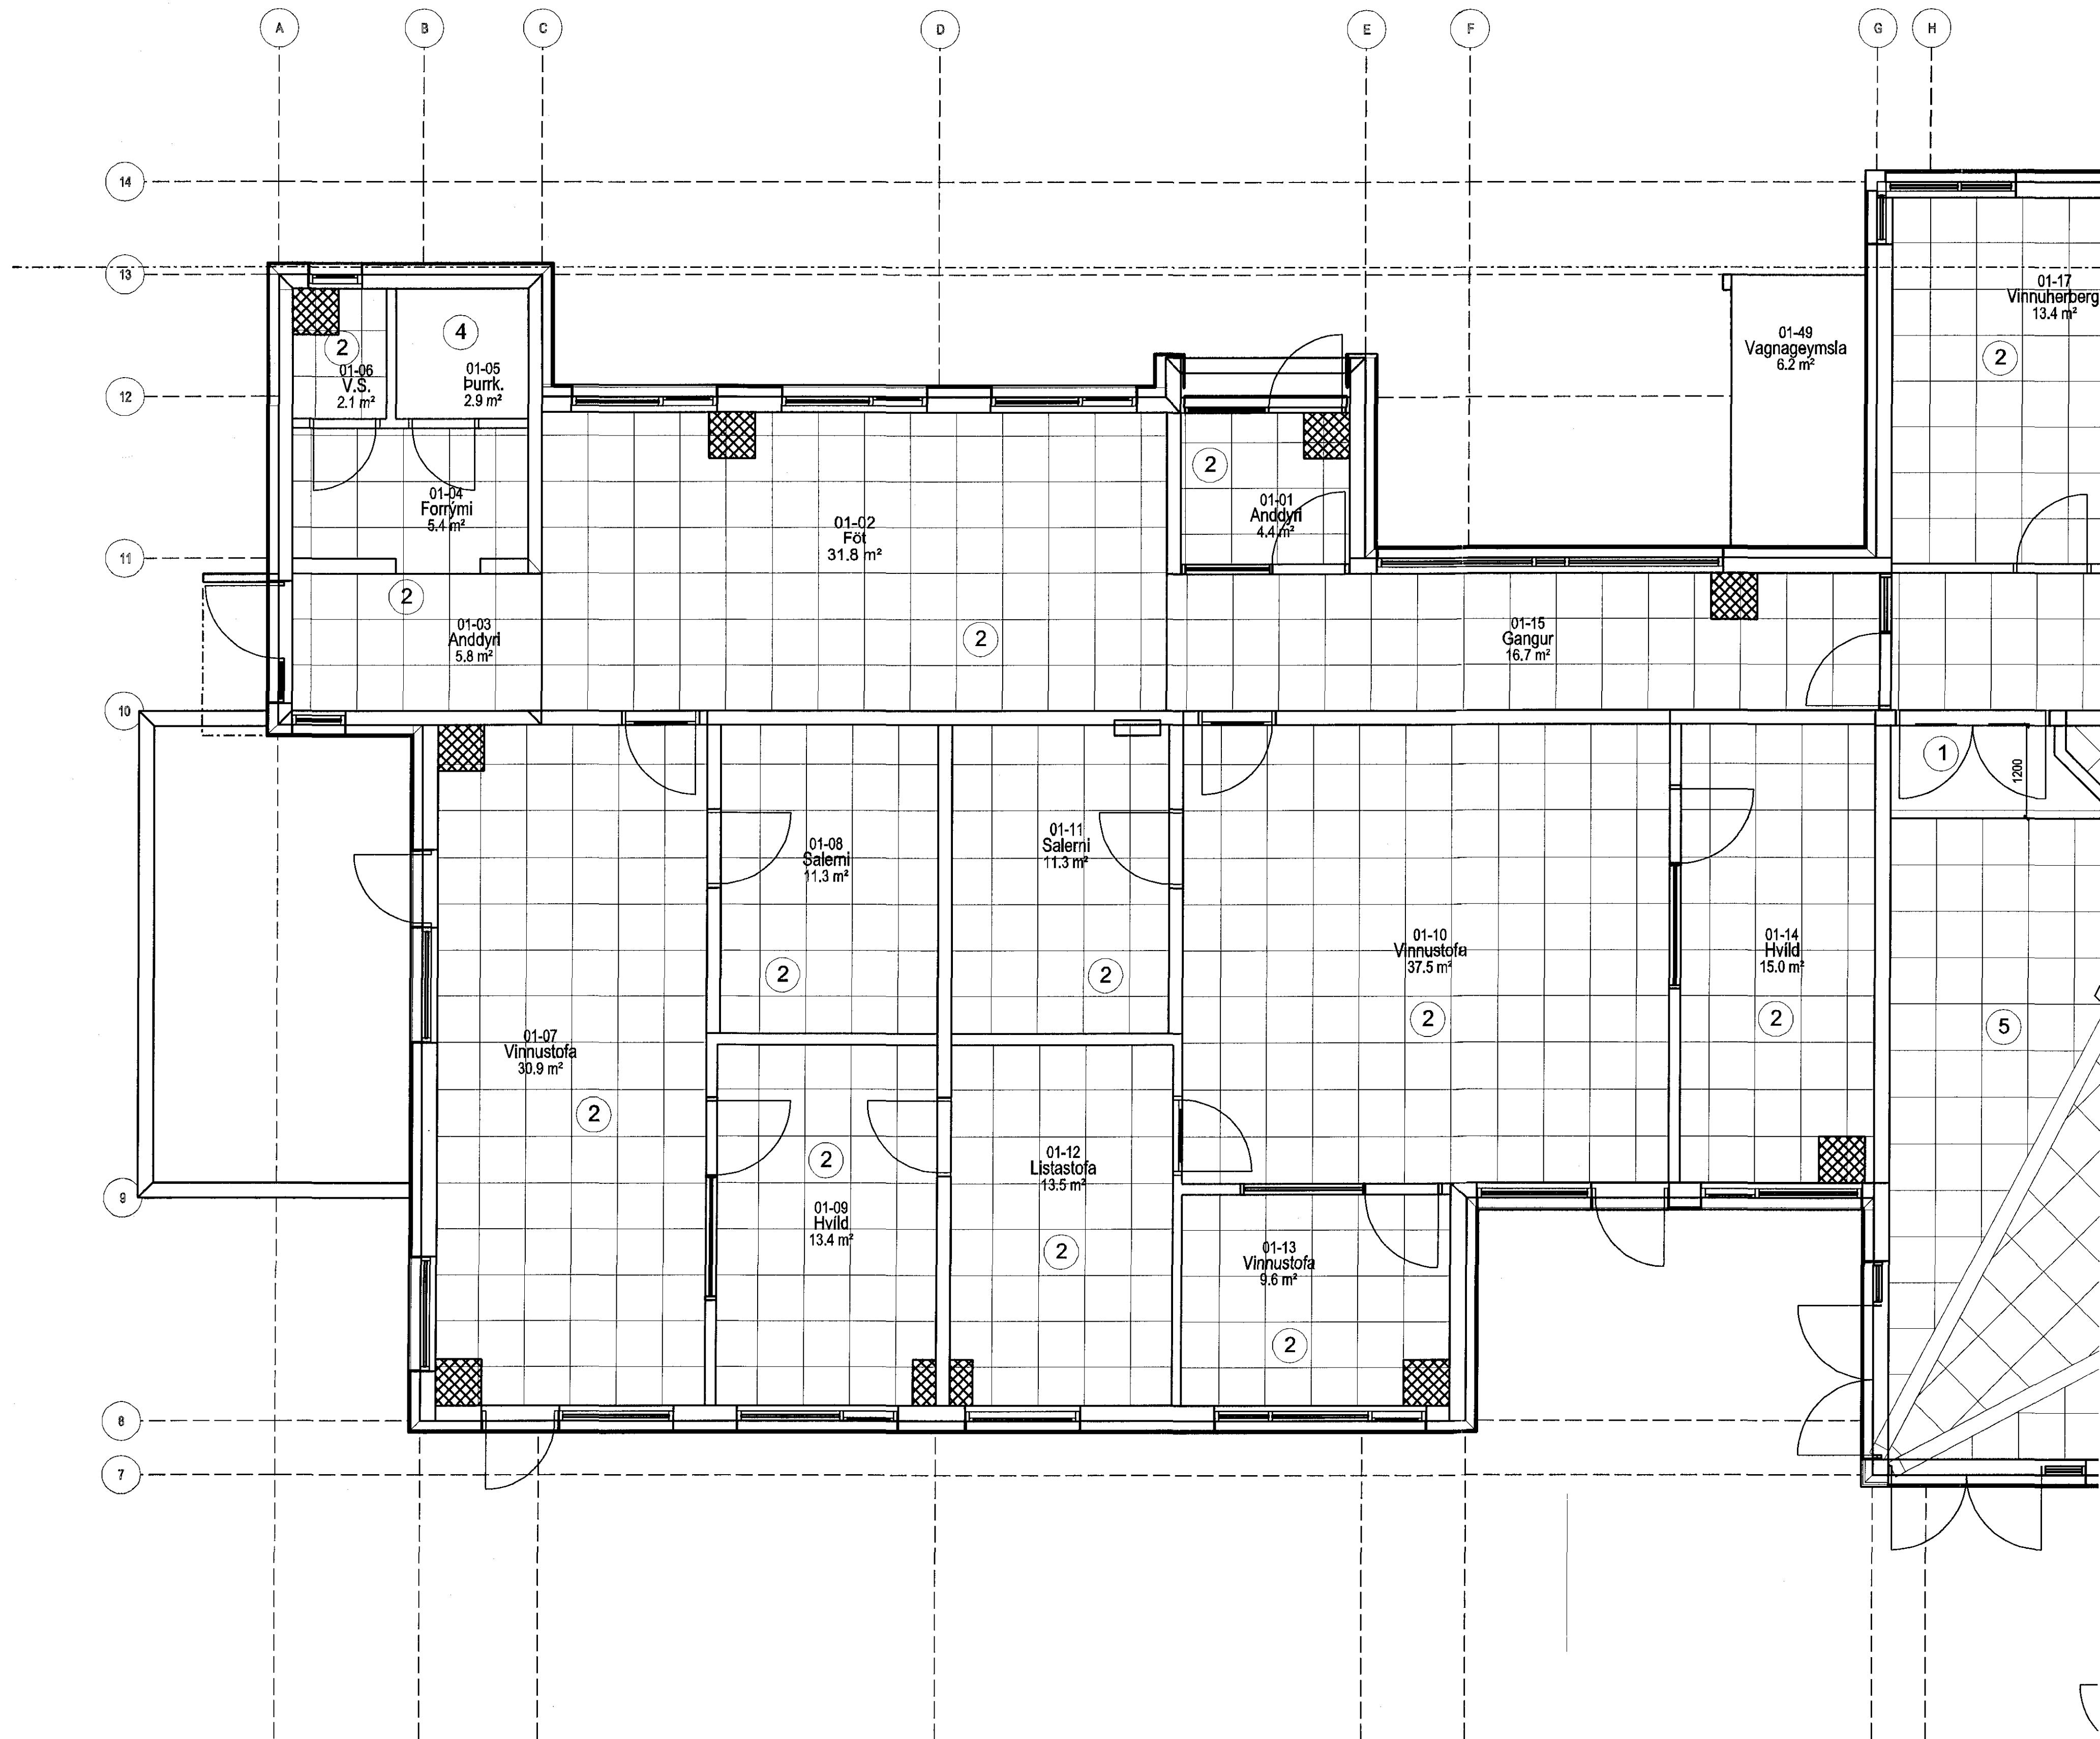 A
B
C
D
E
F
G
H
14
13
12
11
10
9
8
7
01-17
Vinnuherberg
13.4 m²
2
01-49
Vagnageymsla
6.2 m²
2
01-06
V.S.
2.1 m²
4
01-05
Þurrk.
2.9 m²
01-04
Forrými
5.4 m²
01-02
Föt
31.8 m²
2
2
01-01
Anddyri
4.4 m²
2
01-03
Anddyri
5.8 m²
01-15
Gangur
16.7 m²
1
1200
01-08
Salerni
11.3 m²
2
01-11
Salerni
11.3 m²
2
01-10
Vinnustofa
37.5 m²
2
01-14
Hvíld
15.0 m²
2
5
01-07
Vinnustofa
30.9 m²
2
2
01-09
Hvíld
13.4 m²
01-12
Listastofa
13.5 m²
2
01-13
Vinnustofa
9.6 m²
2